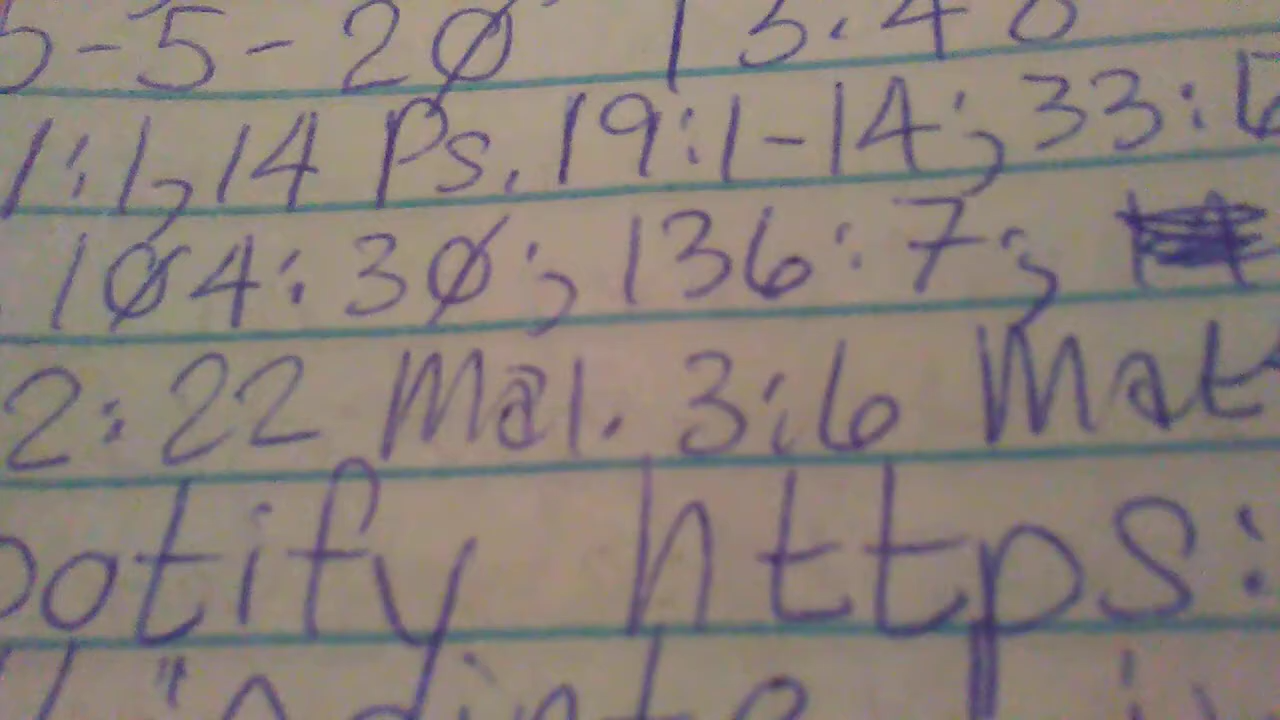 5-5-20 13:48
1:1,14 Ps. 19:1-14; 33:6
104:30; 136:7;
2:22 Mal. 3:6 Mat
potify https: